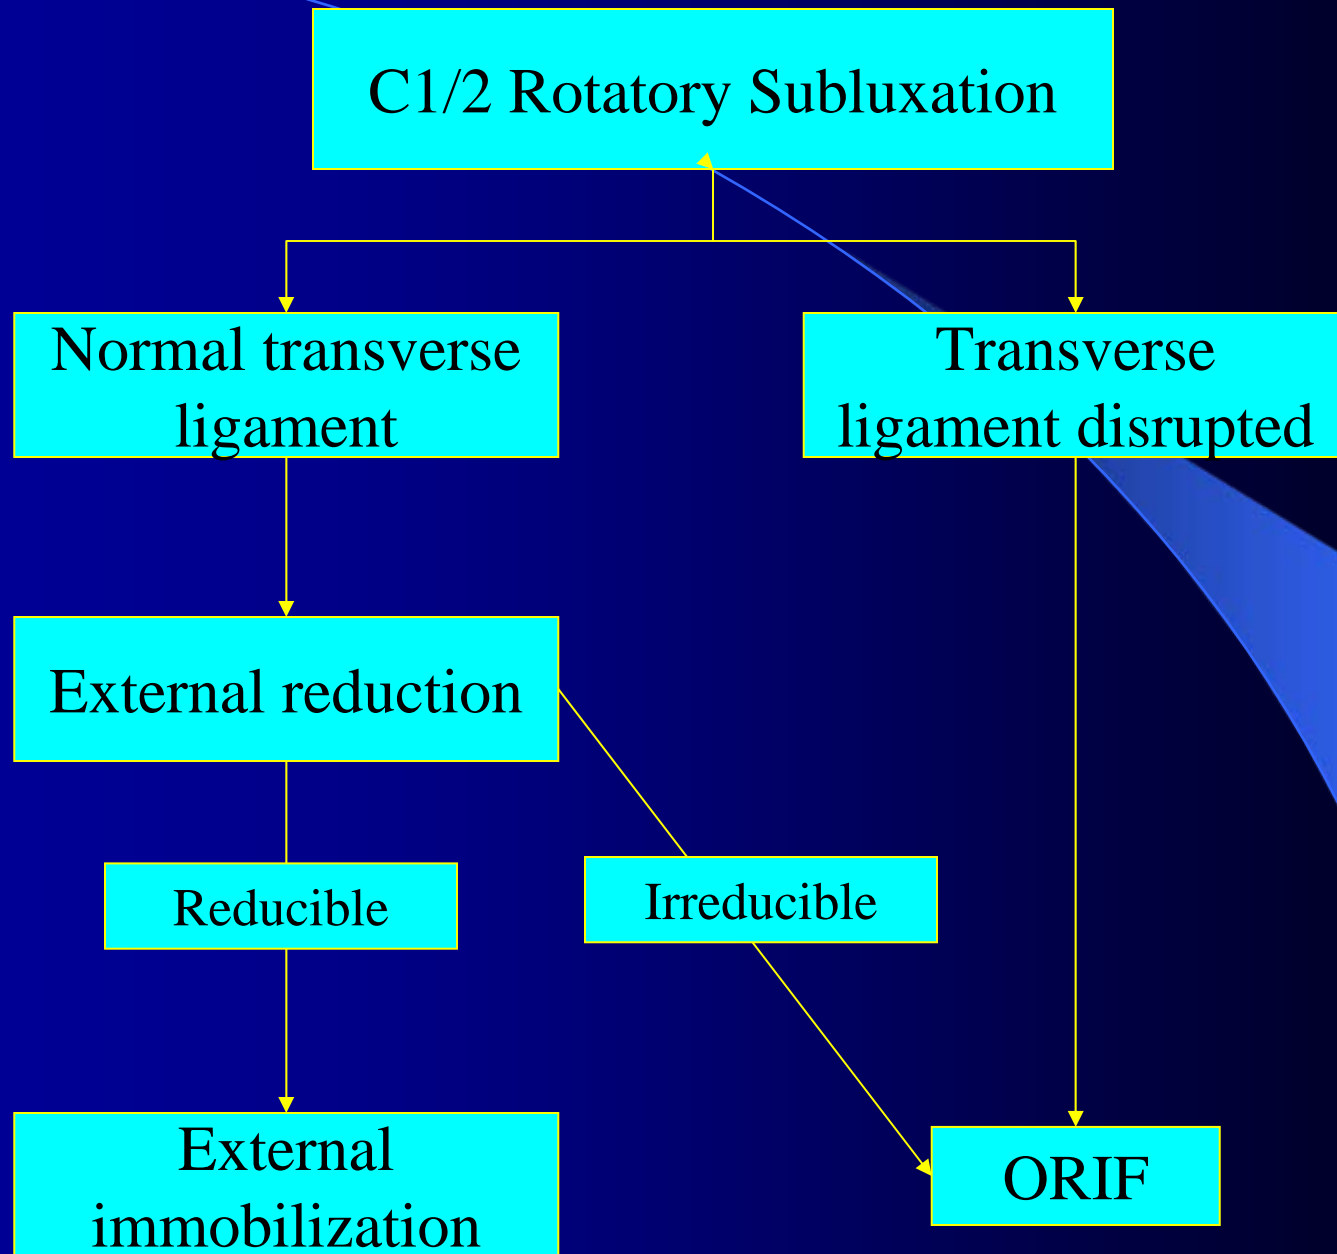 C1/2 Rotatory Subluxation
Normal transverse
ligament
Transverse
ligament disrupted
External reduction
Reducible
Irreducible
External
immobilization
ORIF